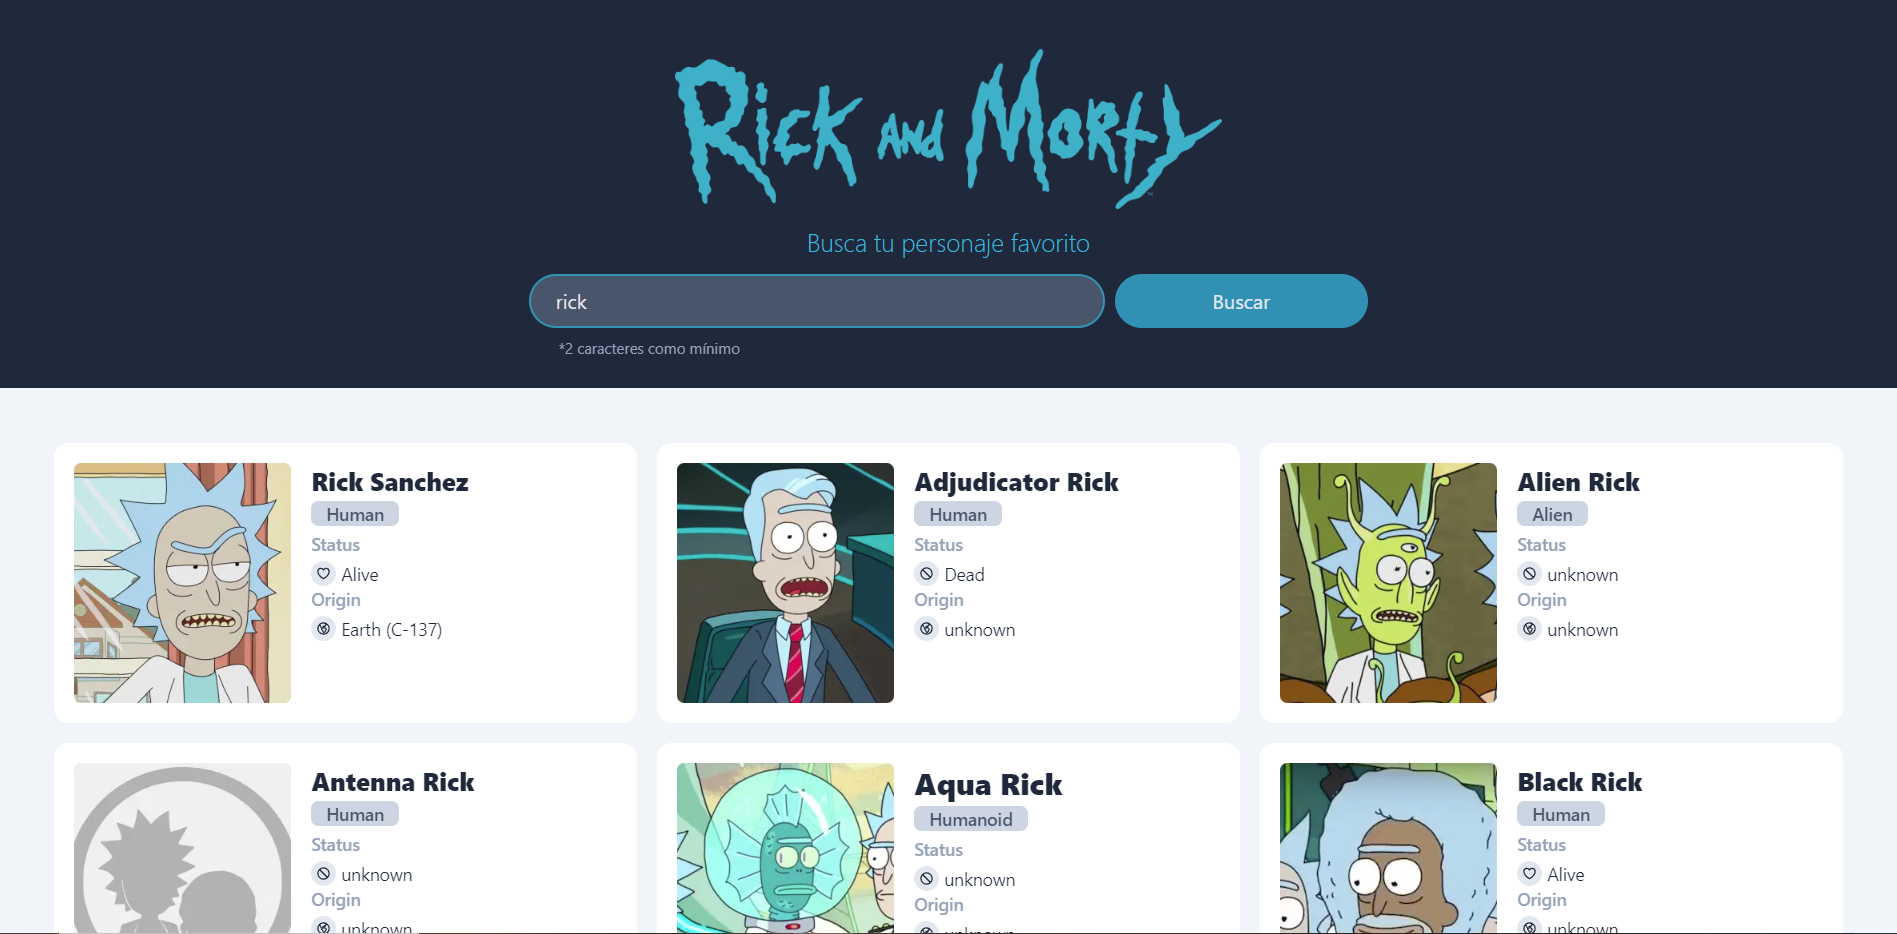 Rick and Morty
Busca tu personaje favorito
rick
Buscar
*2 caracteres como mínimo
Rick Sanchez
Human
Status
Alive
Origin
Earth (C-137)
Adjudicator Rick
Human
Status
Dead
Origin
unknown
Alien Rick
Alien
Status
unknown
Origin
unknown
Antenna Rick
Human
Status
unknown
Origin
unknown
Aqua Rick
Humanoid
Status
unknown
Origin
unknown
Black Rick
Human
Status
Alive
Origin
unknown